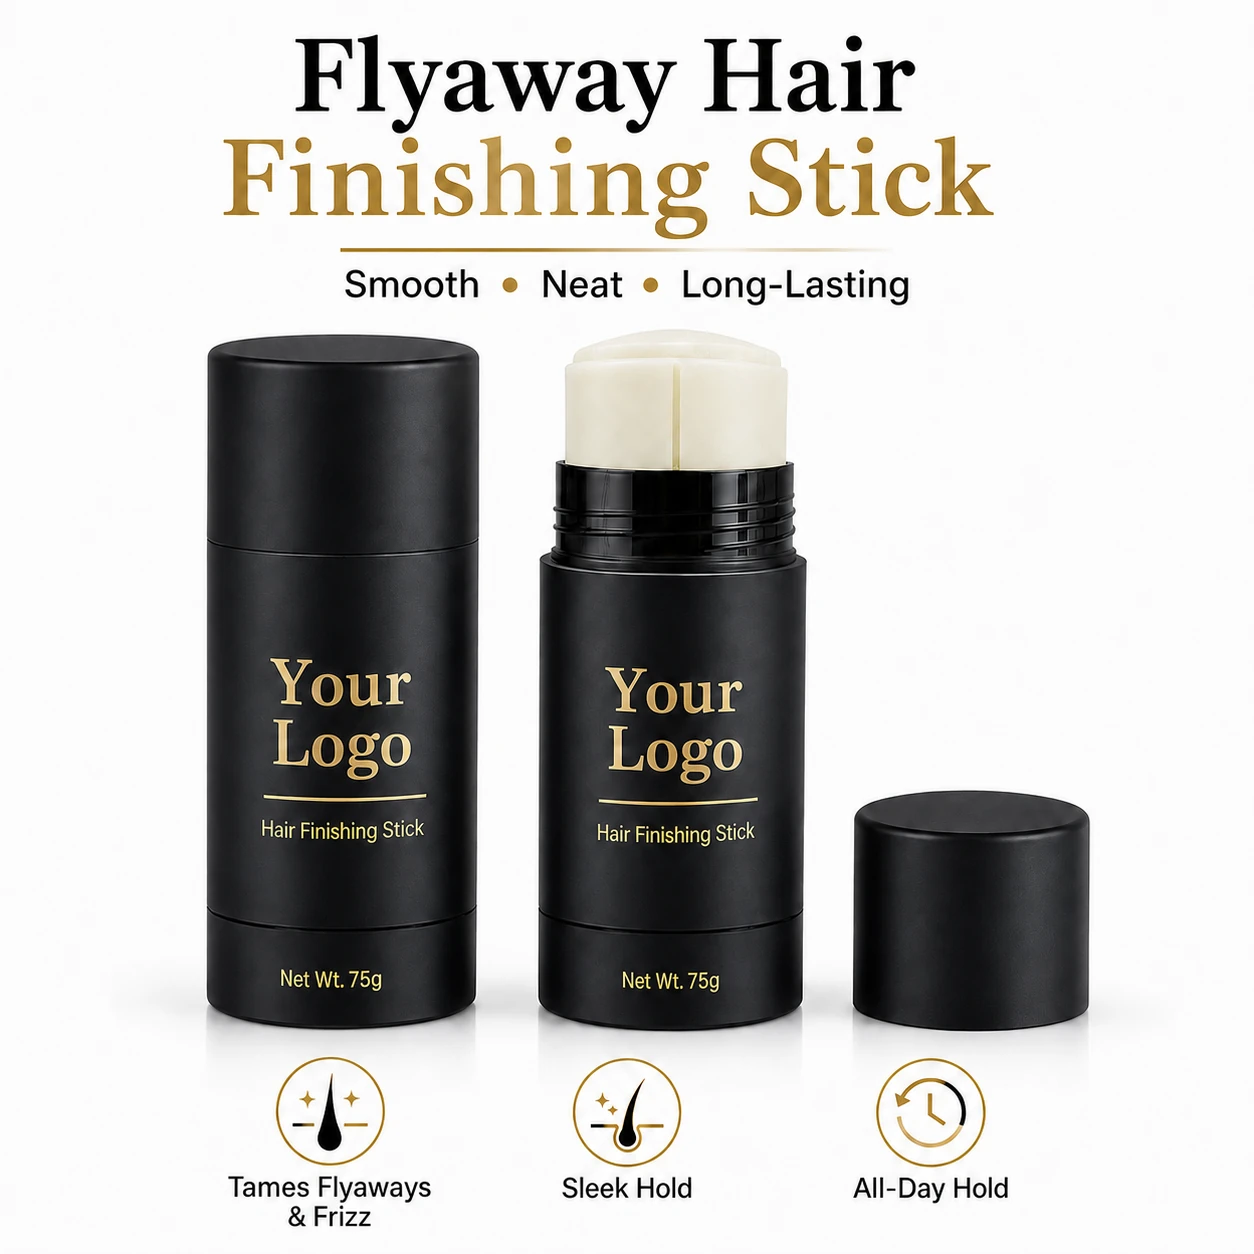 Flyaway Hair
Finishing Stick
Smooth • Neat • Long-Lasting
Your
Logo
Hair Finishing Stick
Net Wt. 75g
Your
Logo
Hair Finishing Stick
Net Wt. 75g
Tames Flyaways
& Frizz
Sleek Hold
All-Day Hold